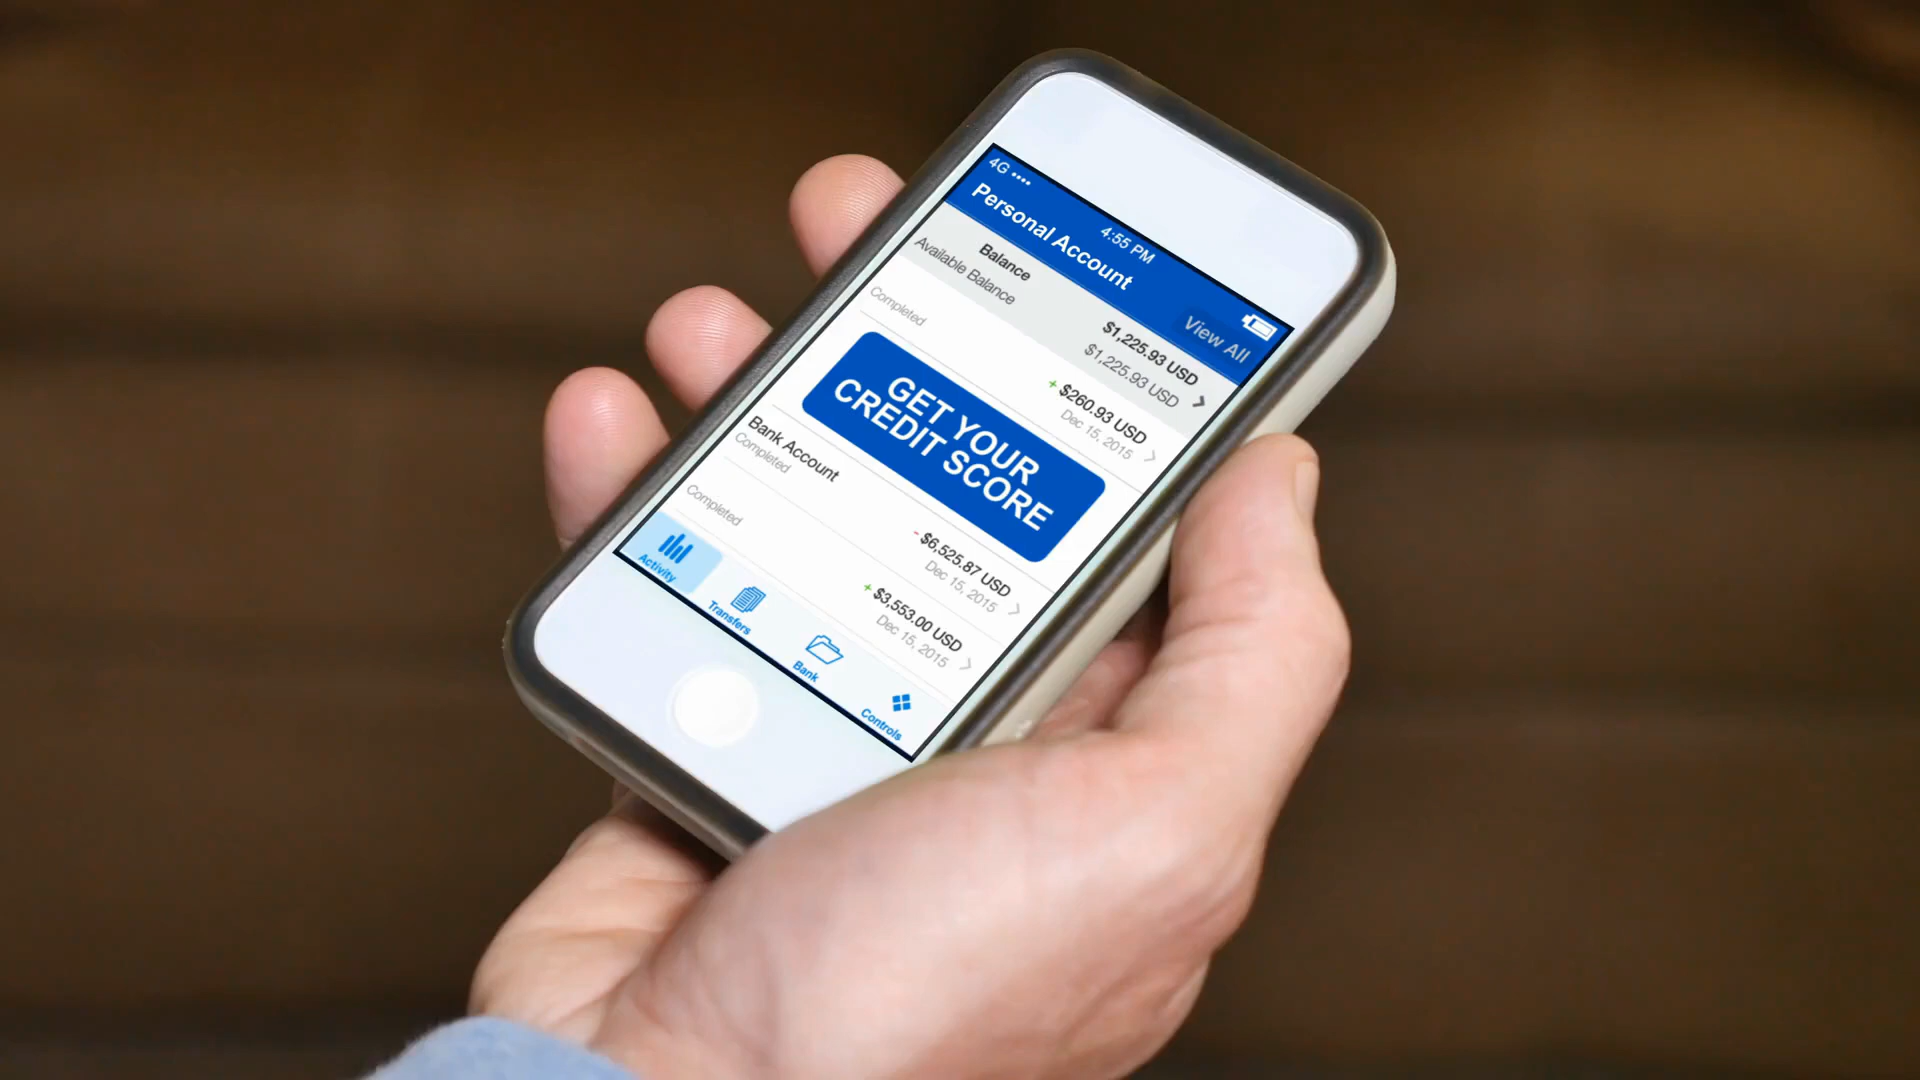 4G ••••
4:55 PM
Personal Account
View All
Balance
$1,225.93 USD
Available Balance
$1,225.93 USD
+ $260.93 USD
Completed
Dec 15, 2015
GET YOUR
CREDIT SCORE
Bank Account
- $6,525.87 USD
Completed
Dec 15, 2015
+ $3,553.00 USD
Completed
Dec 15, 2015
Activity
Transfers
Bank
Controls